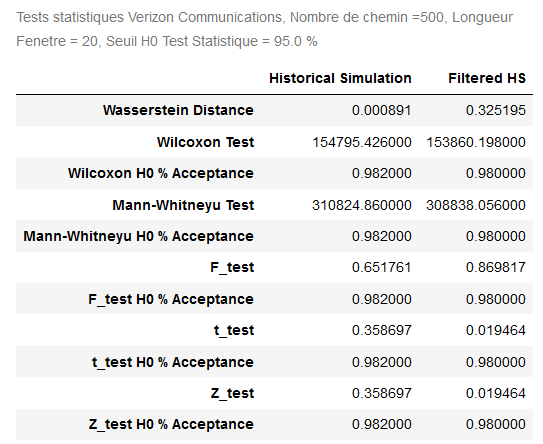 Tests statistiques Verizon Communications, Nombre de chemin =500, Longueur
Fenetre = 20, Seuil H0 Test Statistique = 95.0 %
Historical Simulation Filtered HS
Wasserstein Distance 0.000891 0.325195
Wilcoxon Test 154795.426000 153860.198000
Wilcoxon H0 % Acceptance 0.982000 0.980000
Mann-Whitneyu Test 310824.860000 308838.056000
Mann-Whitneyu H0 % Acceptance 0.982000 0.980000
F_test 0.651761 0.869817
F_test H0 % Acceptance 0.982000 0.980000
t_test 0.358697 0.019464
t_test H0 % Acceptance 0.982000 0.980000
Z_test 0.358697 0.019464
Z_test H0 % Acceptance 0.982000 0.980000